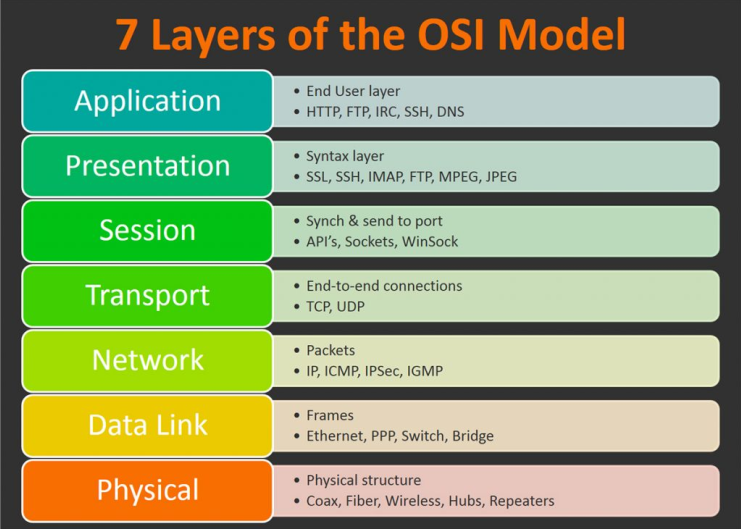 7 Layers of the OSI Model
Application
• End User layer
• HTTP, FTP, IRC, SSH, DNS
Presentation
• Syntax layer
• SSL, SSH, IMAP, FTP, MPEG, JPEG
Session
• Synch & send to port
• API's, Sockets, WinSock
Transport
• End-to-end connections
• TCP, UDP
Network
• Packets
• IP, ICMP, IPSec, IGMP
Data Link
• Frames
• Ethernet, PPP, Switch, Bridge
Physical
• Physical structure
• Coax, Fiber, Wireless, Hubs, Repeaters